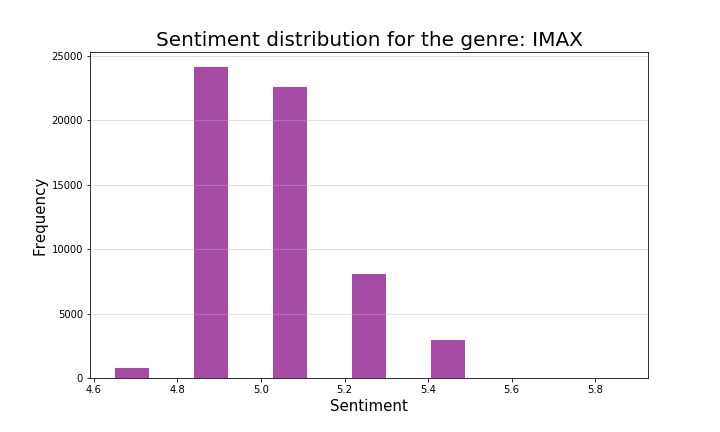 Sentiment distribution for the genre: IMAX
25000
20000
15000
10000
5000
0
Frequency
4.6 4.8 5.0 5.2 5.4 5.6 5.8
Sentiment